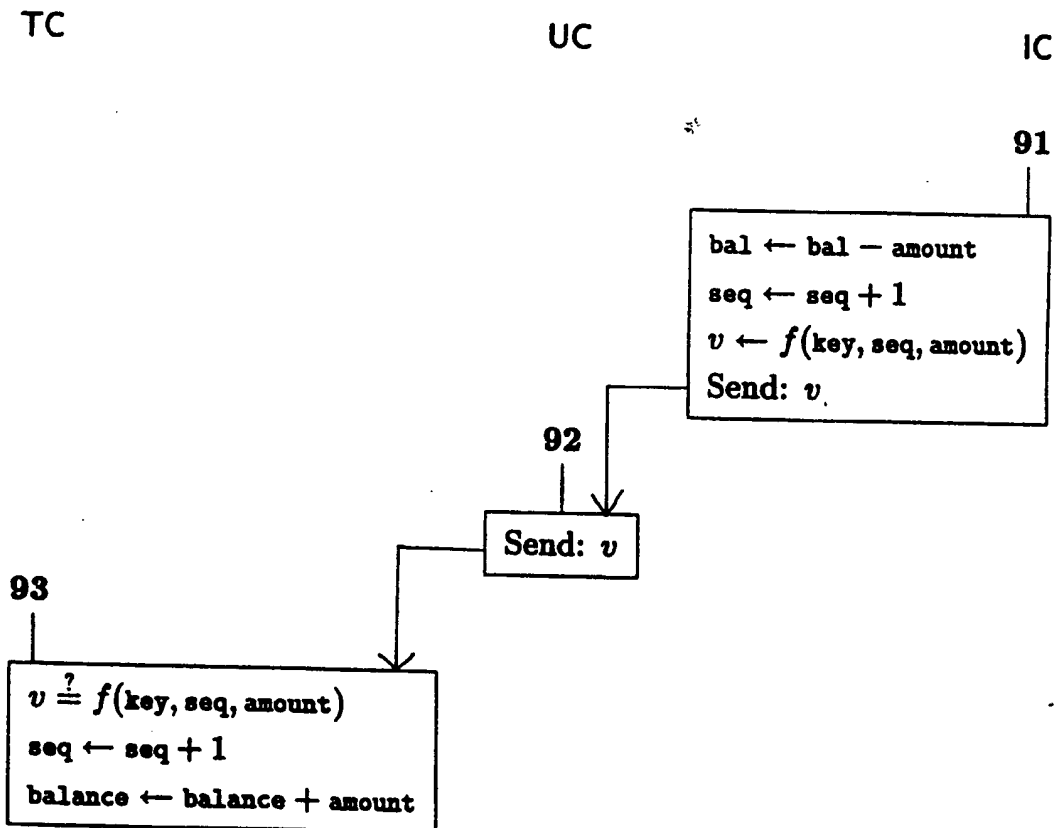 TC
UC
IC
91
bal ← bal − amount
seq ← seq + 1
v ← f(key, seq, amount)
Send: v
92
Send: v
93
v ≟ f(key, seq, amount)
seq ← seq + 1
balance ← balance + amount